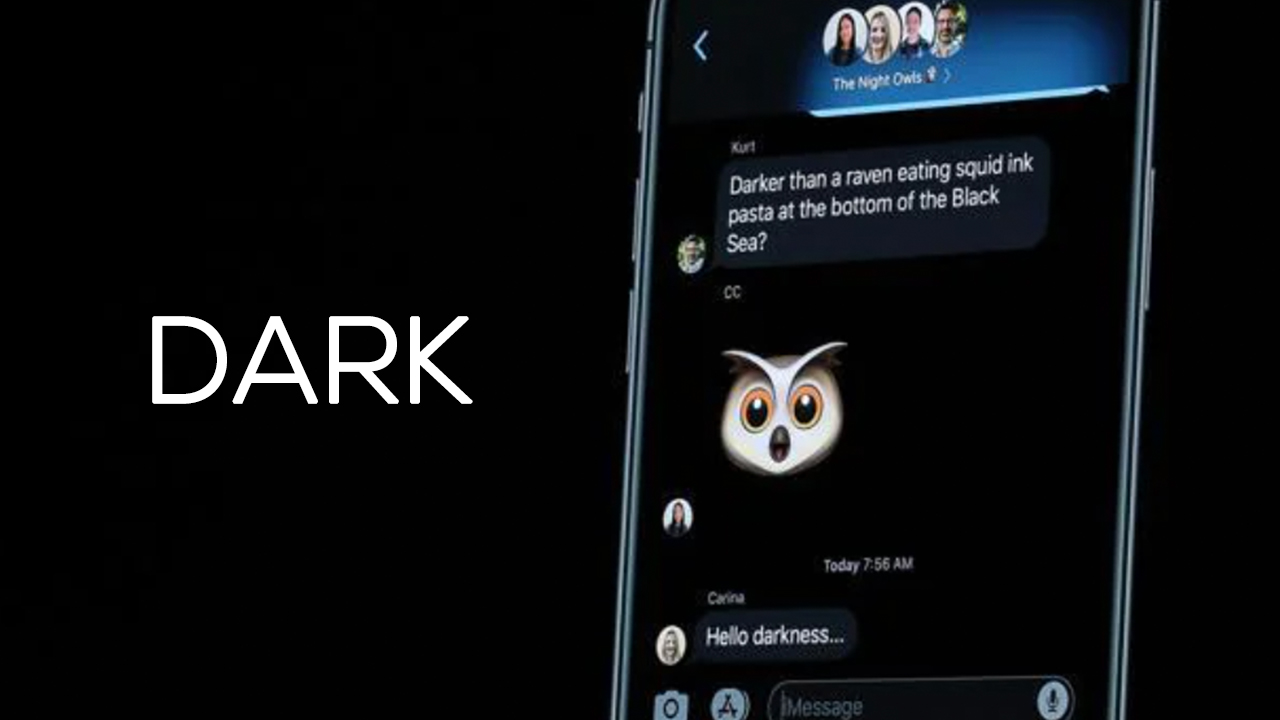 DARK
The Night Owls
Kurt
Darker than a raven eating squid ink
pasta at the bottom of the Black
Sea?
CC
Today 7:56 AM
Carina
Hello darkness...
iMessage